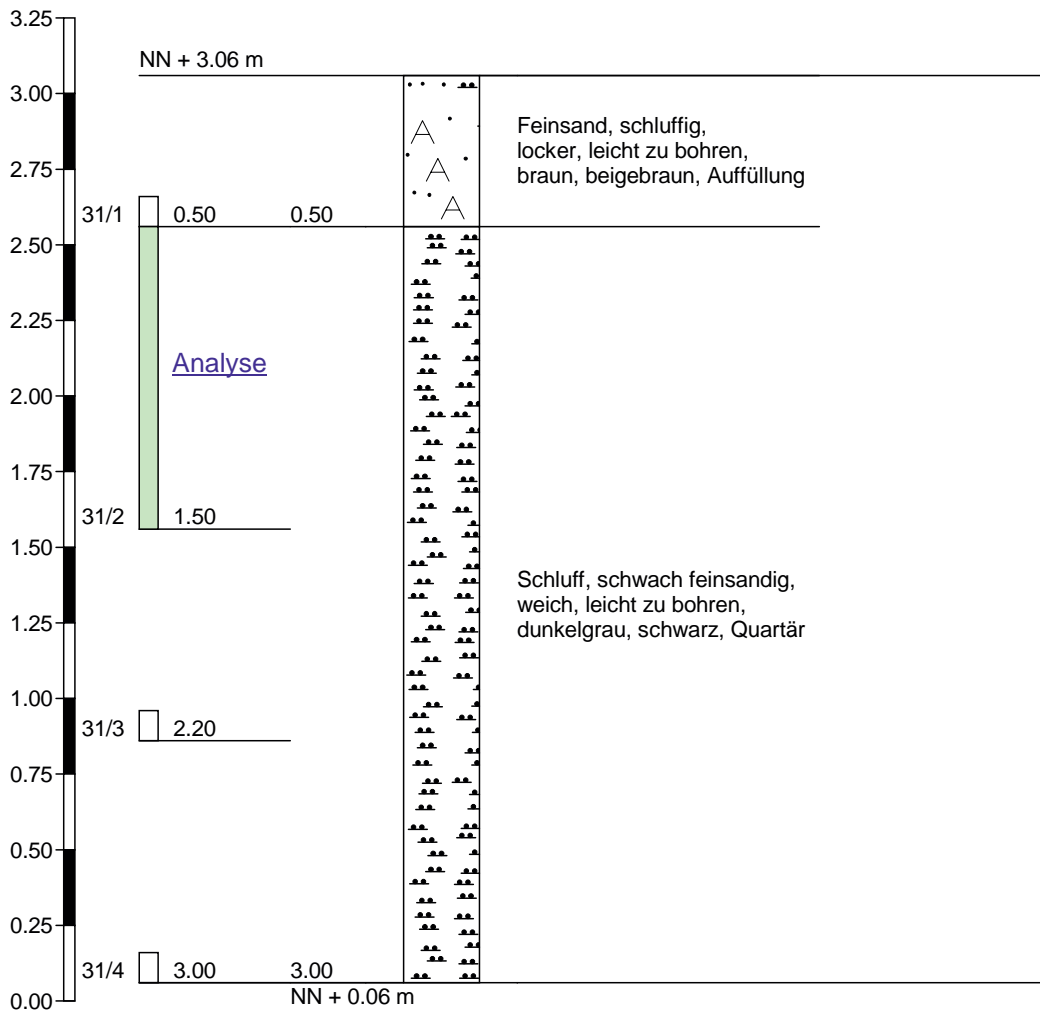 3.25
NN + 3.06 m
3.00
Feinsand, schluffig,
locker, leicht zu bohren,
braun, beigebraun, Auffüllung
A
A
A
2.75
31/1 0.50 0.50
2.50
2.25
Analyse
2.00
1.75
31/2 1.50
1.50
Schluff, schwach feinsandig,
weich, leicht zu bohren,
dunkelgrau, schwarz, Quartär
1.25
1.00
31/3 2.20
0.75
0.50
0.25
31/4 3.00 3.00
0.00
NN + 0.06 m